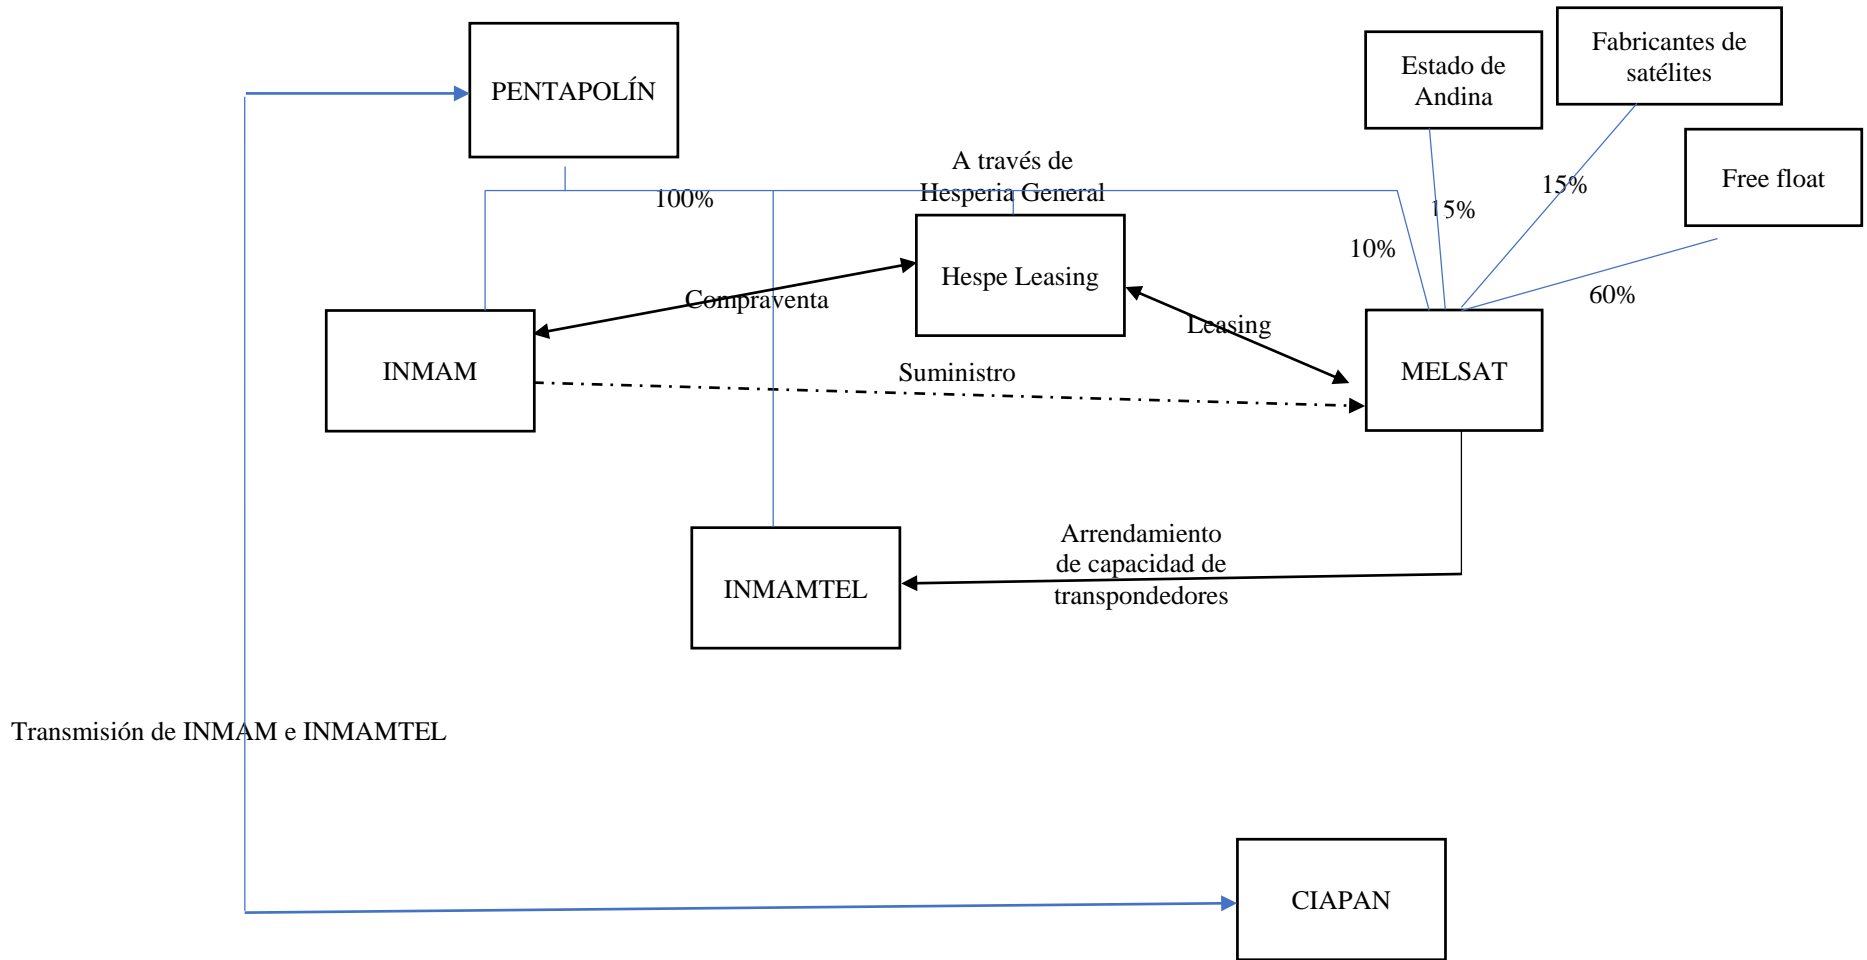 Fabricantes de
satélites
Estado de
Andina
PENTAPOLÍN
A través de
Hesperia General
100%
15%
15%
Free float
10%
Hespe Leasing
60%
Compraventa
Leasing
INMAM
Suministro
MELSAT
Arrendamiento
de capacidad de
transpondedores
INMAMTEL
Transmisión de INMAM e INMAMTEL
CIAPAN